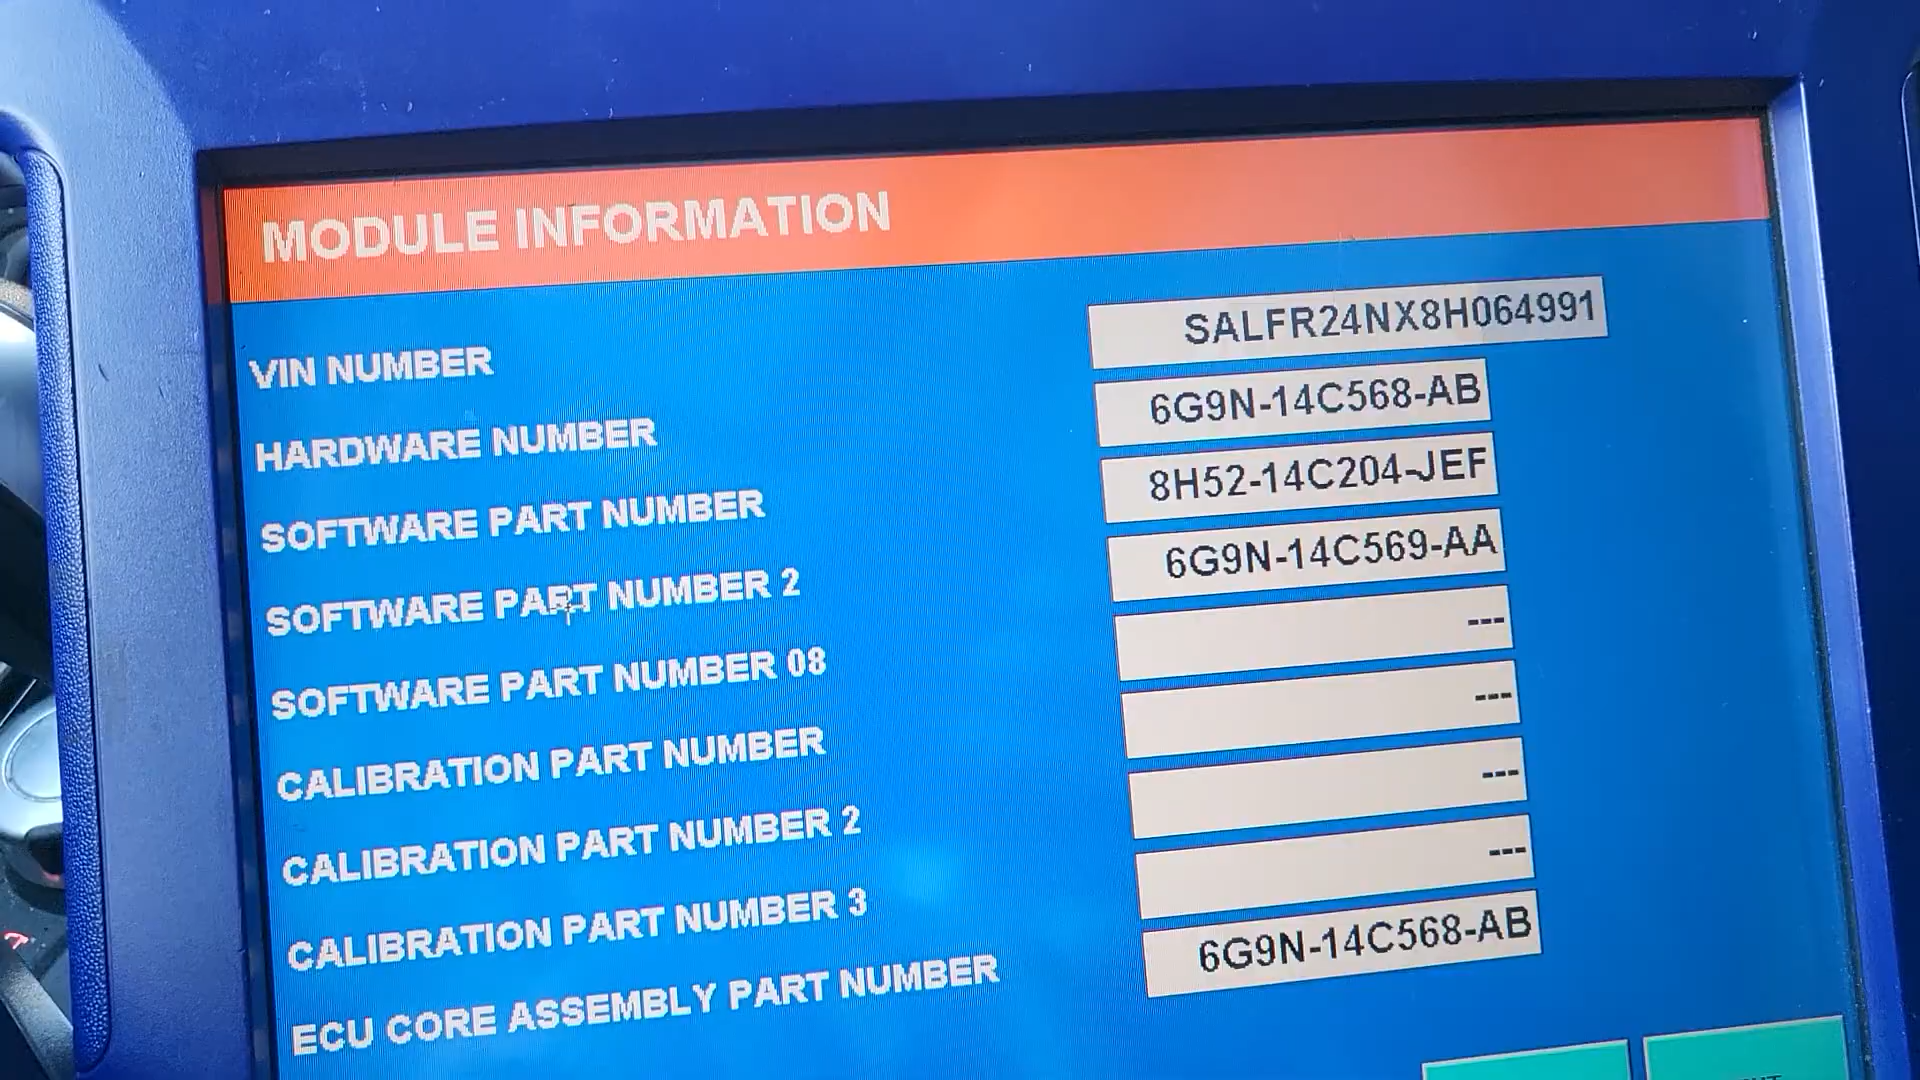 MODULE INFORMATION
VIN NUMBER SALFR24NX8H064991
HARDWARE NUMBER 6G9N-14C568-AB
SOFTWARE PART NUMBER 8H52-14C204-JEF
SOFTWARE PART NUMBER 2 6G9N-14C569-AA
SOFTWARE PART NUMBER 08 ---
CALIBRATION PART NUMBER ---
CALIBRATION PART NUMBER 2 ---
CALIBRATION PART NUMBER 3 ---
ECU CORE ASSEMBLY PART NUMBER 6G9N-14C568-AB